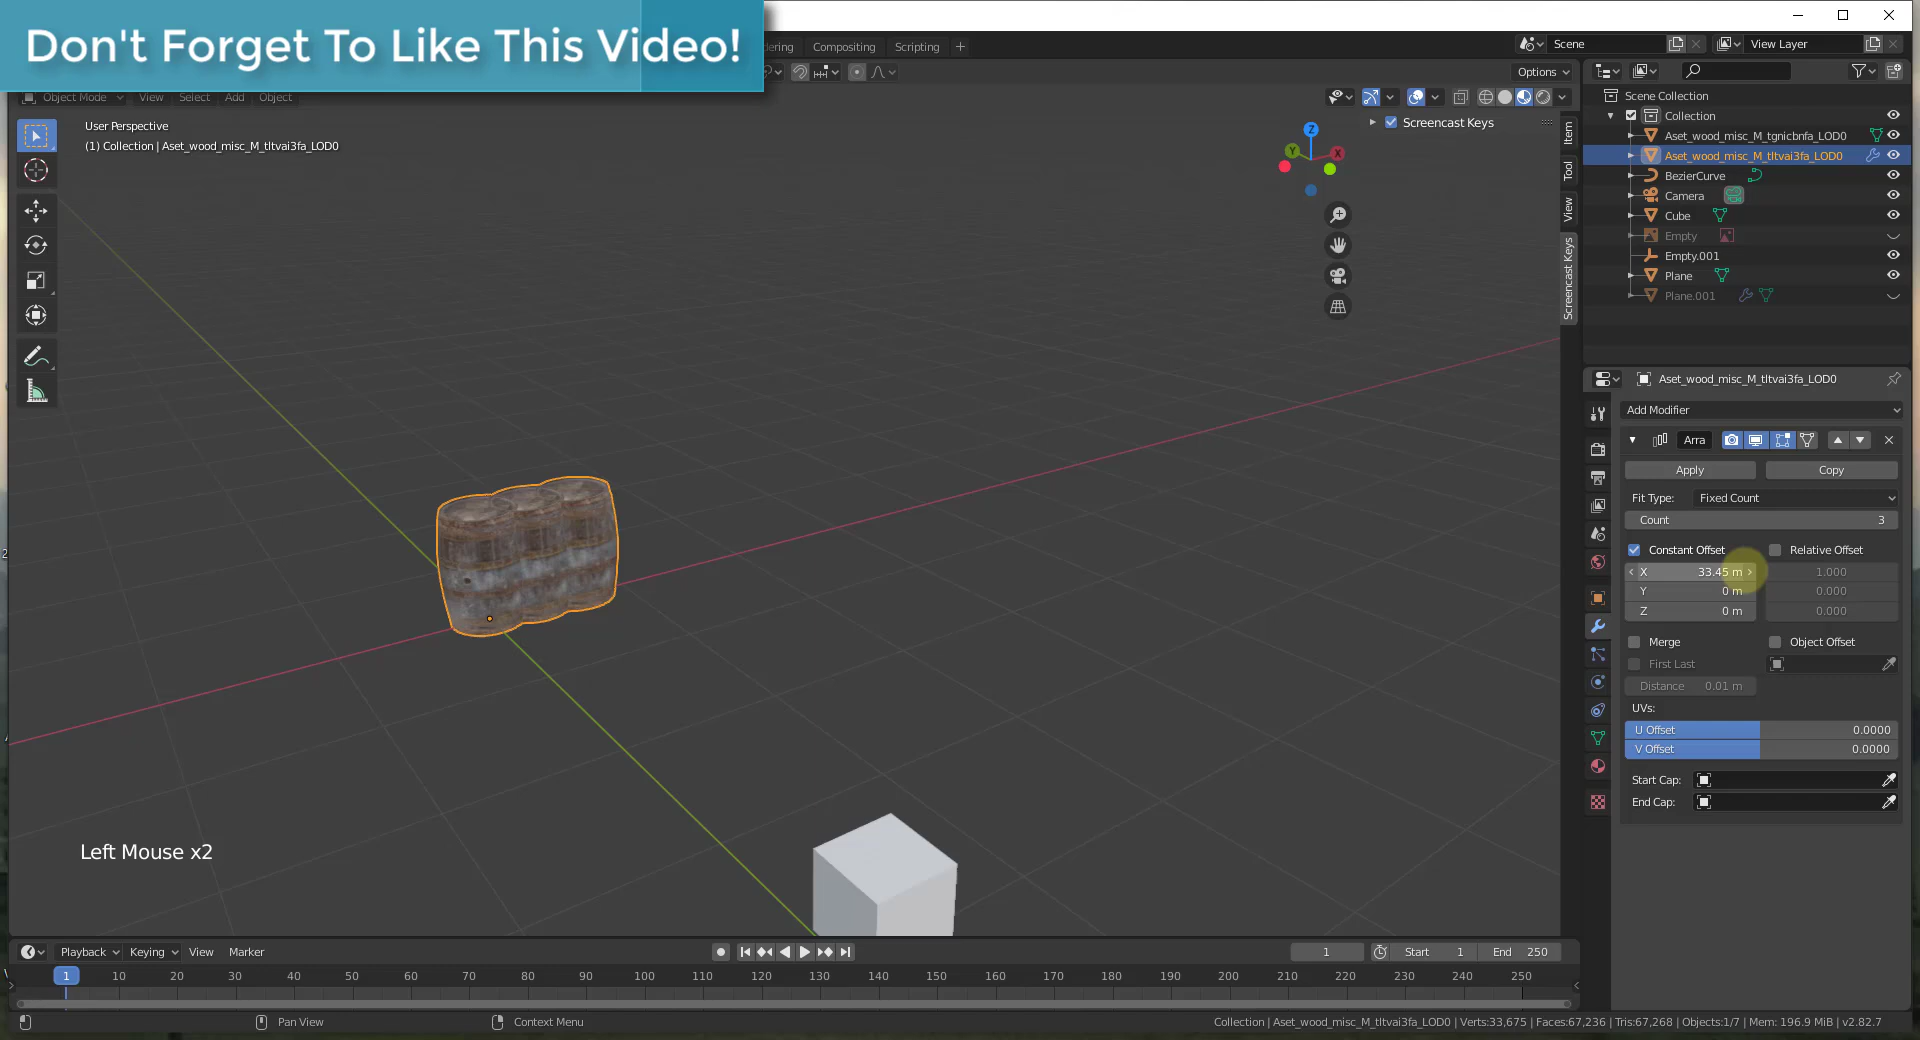 Don't Forget To Like This Video!
Compositing
Scripting
+
Scene
View Layer
Options
Object Mode
View
Select
Add
Object
User Perspective
(1) Collection | Aset_wood_misc_M_tltvai3fa_LOD0
Screencast Keys
Z
Y
X
Item
Tool
View
Screencast Keys
Scene Collection
Collection
Aset_wood_misc_M_tgnicbnfa_LOD0
Aset_wood_misc_M_tltvai3fa_LOD0
BezierCurve
Camera
Cube
Empty
Empty.001
Plane
Plane.001
Aset_wood_misc_M_tltvai3fa_LOD0
Add Modifier
Arra
Apply
Copy
Fit Type:
Fixed Count
Count
3
Constant Offset
Relative Offset
X
33.45 m
1.000
Y
0 m
0.000
Z
0 m
0.000
Merge
Object Offset
First Last
Distance
0.01 m
UVs:
U Offset
0.0000
V Offset
0.0000
Start Cap:
End Cap:
Left Mouse x2
Playback
Keying
View
Marker
1
Start
1
End
250
1 10 20 30 40 50 60 70 80 90 100 110 120 130 140 150 160 170 180 190 200 210 220 230 240 250
Pan View
Context Menu
Collection | Aset_wood_misc_M_tltvai3fa_LOD0 | Verts:33,675 | Faces:67,236 | Tris:67,268 | Objects:1/7 | Mem: 196.9 MiB | v2.82.7